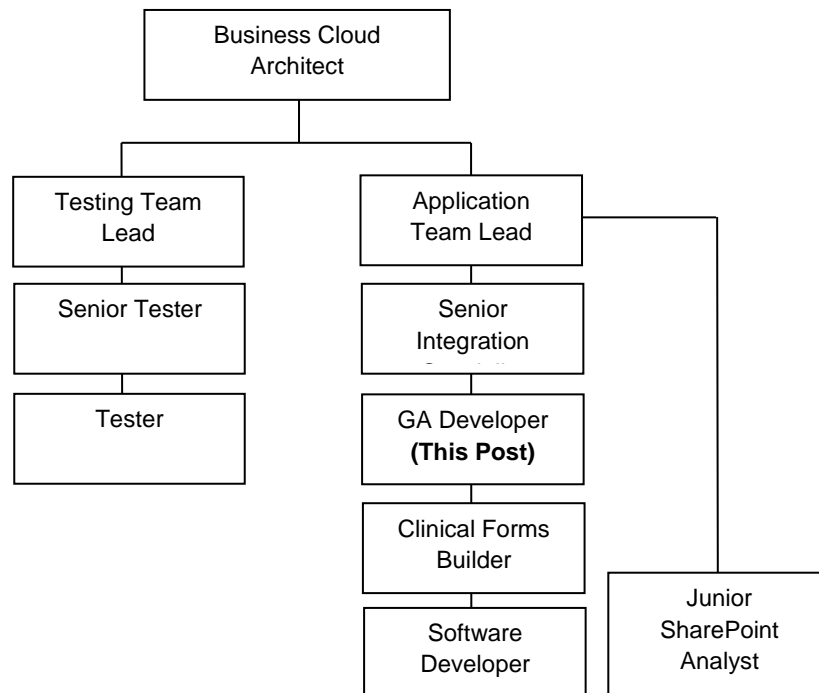 Business Cloud
Architect
Testing Team
Lead
Application
Team Lead
Senior Tester
Senior
Integration
Tester
GA Developer
(This Post)
Clinical Forms
Builder
Software
Developer
Junior
SharePoint
Analyst